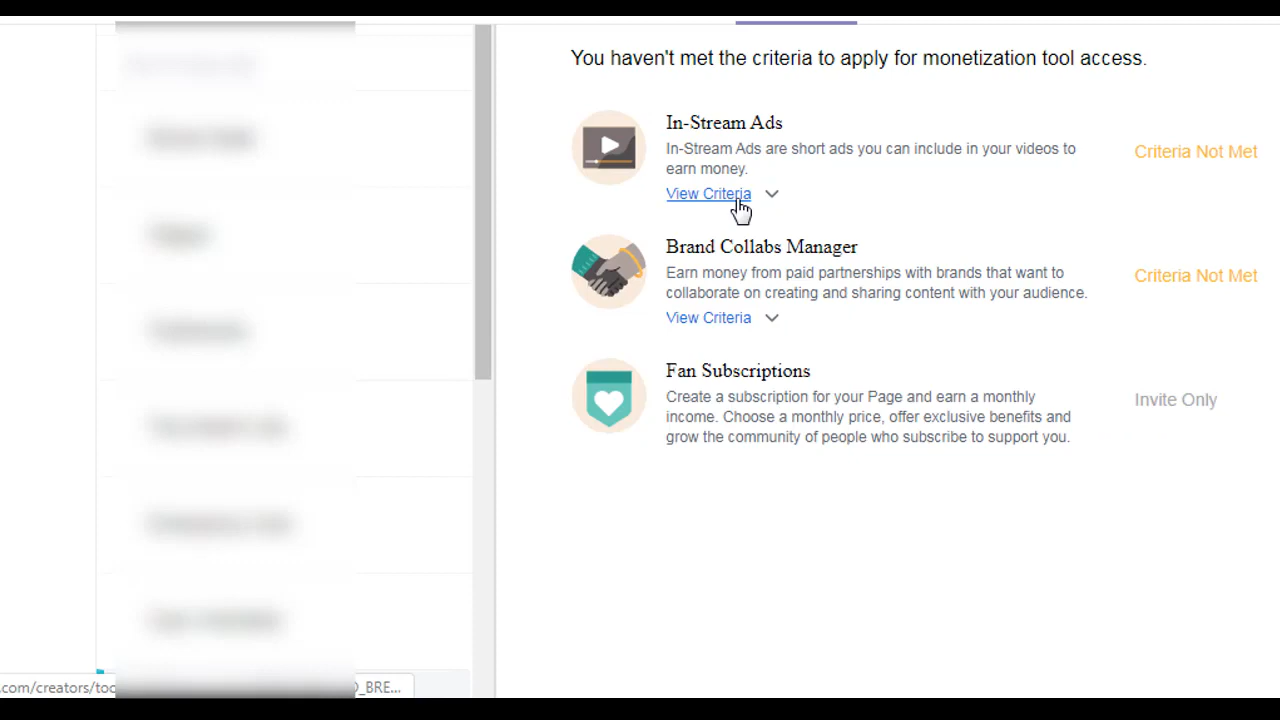 You haven't met the criteria to apply for monetization tool access.
In-Stream Ads
In-Stream Ads are short ads you can include in your videos to
earn money.
Criteria Not Met
View Criteria
Brand Collabs Manager
Earn money from paid partnerships with brands that want to
collaborate on creating and sharing content with your audience.
Criteria Not Met
View Criteria
Fan Subscriptions
Create a subscription for your Page and earn a monthly
income. Choose a monthly price, offer exclusive benefits and
grow the community of people who subscribe to support you.
Invite Only
.com/creators/too D_BRE...